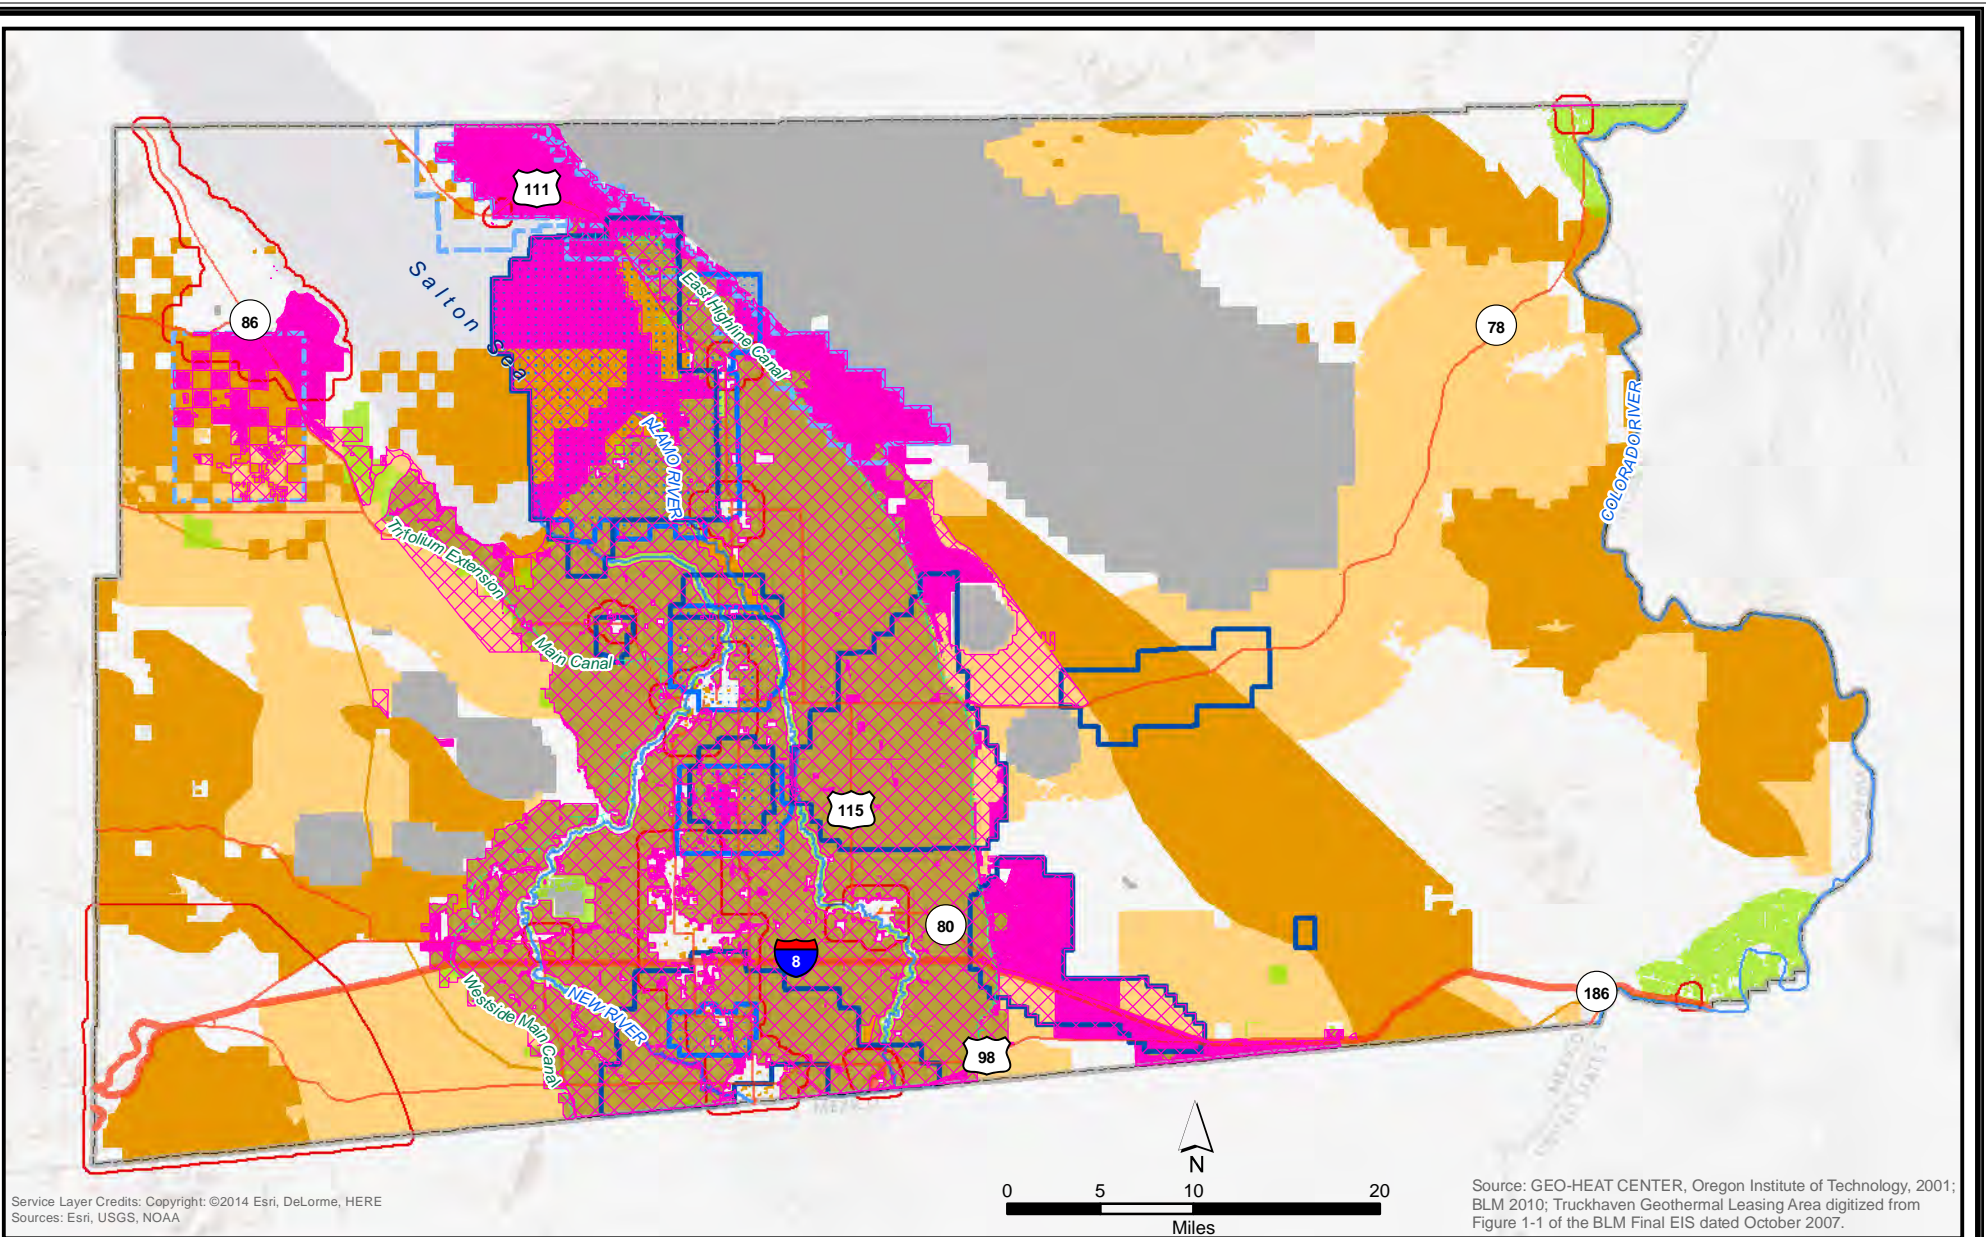 111
Salton
Sea
East Highline Canal
86
78
COLORADO RIVER
ALAMO RIVER
Trifolium Extension
Main Canal
115
80
8
186
Westside Main Canal
NEW RIVER
98
N
0 5 10 20
Miles
Service Layer Credits: Copyright: ©2014 Esri, DeLorme, HERE
Sources: Esri, USGS, NOAA
Source: GEO-HEAT CENTER, Oregon Institute of Technology, 2001;
BLM 2010; Truckhaven Geothermal Leasing Area digitized from
Figure 1-1 of the BLM Final EIS dated October 2007.